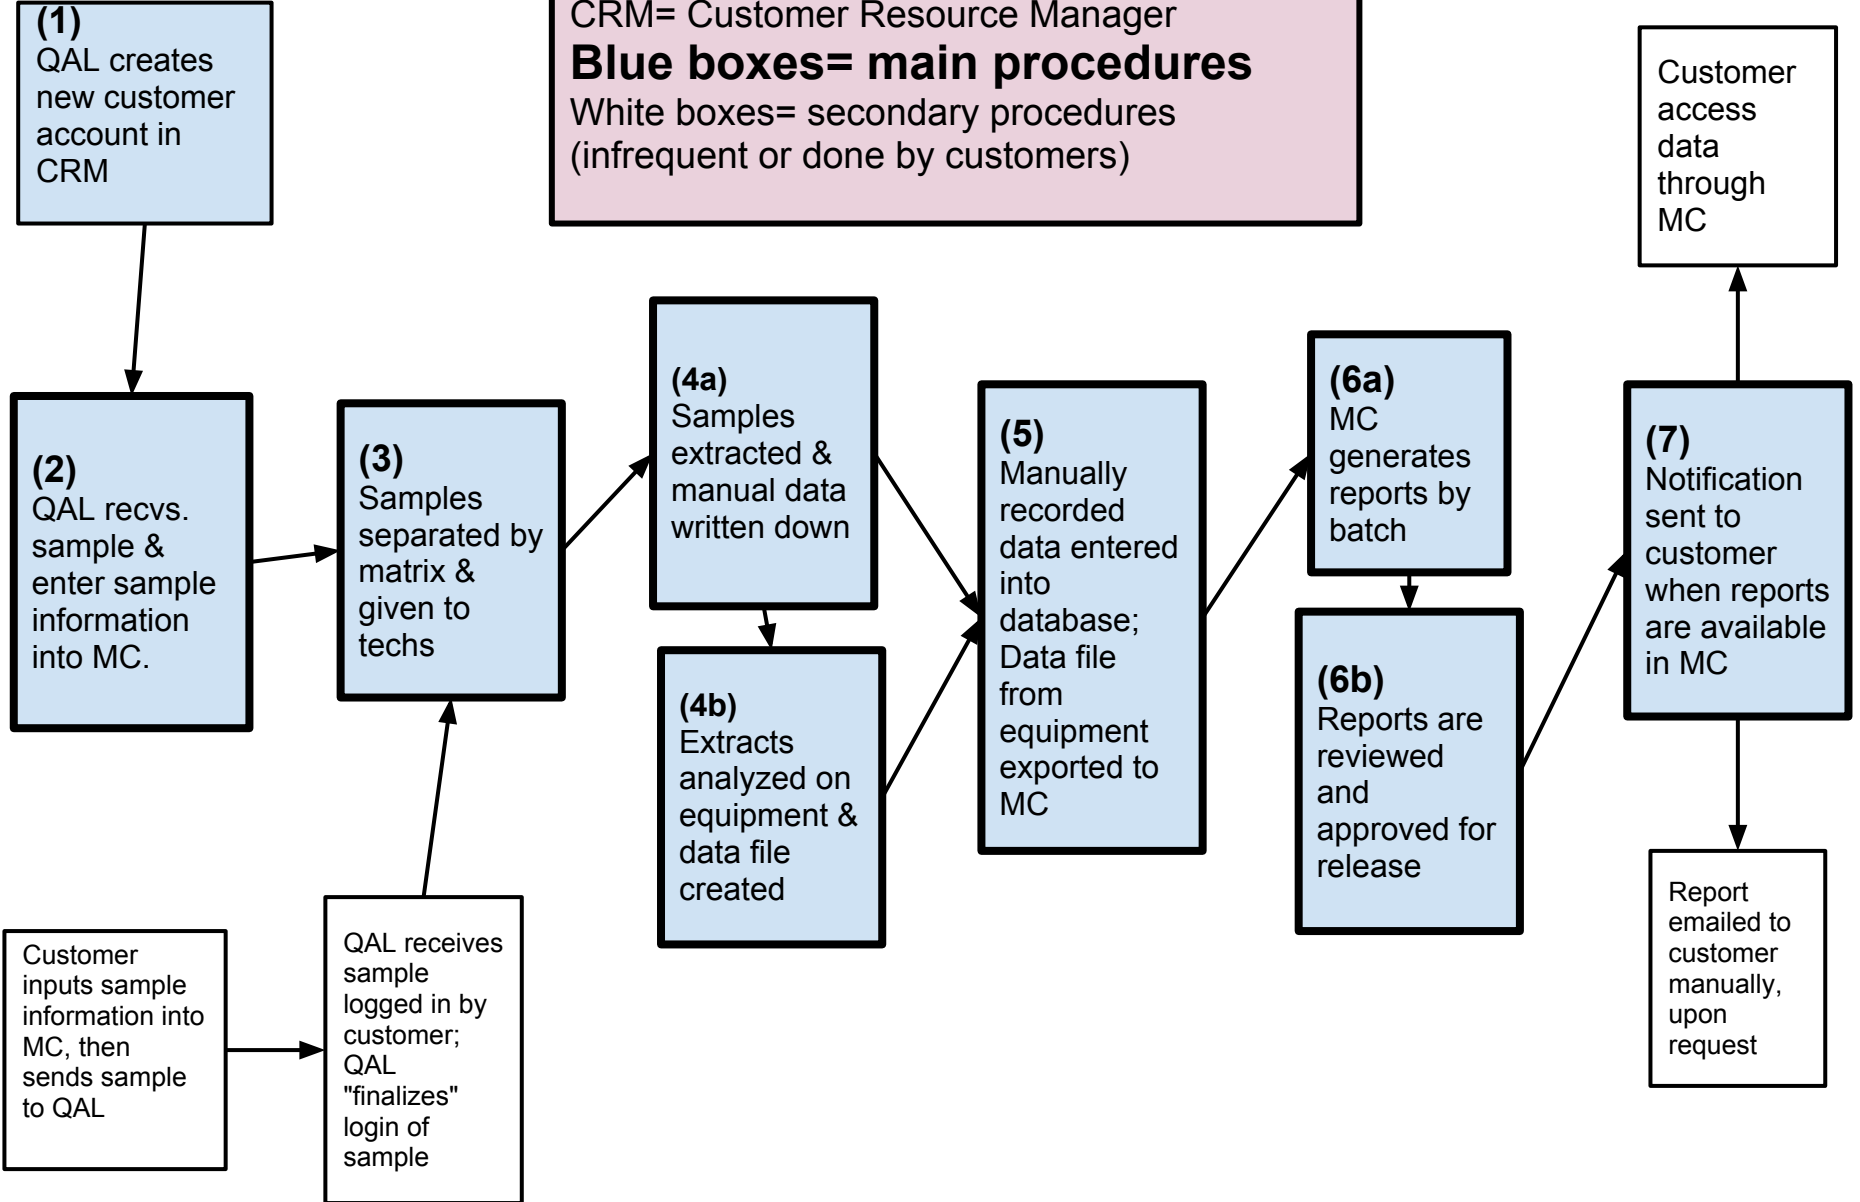 (1)
QAL creates
new customer
account in
CRM
CRM= Customer Resource Manager
Blue boxes= main procedures
White boxes= secondary procedures
(infrequent or done by customers)
Customer
access
data
through
MC
(2)
QAL recvs.
sample &
enter sample
information
into MC.
(3)
Samples
separated by
matrix &
given to
techs
(4a)
Samples
extracted &
manual data
written down
(4b)
Extracts
analyzed on
equipment &
data file
created
(5)
Manually
recorded
data entered
into
database;
Data file
from
equipment
exported to
MC
(6a)
MC
generates
reports by
batch
(6b)
Reports are
reviewed
and
approved for
release
(7)
Notification
sent to
customer
when reports
are available
in MC
Customer
inputs sample
information into
MC, then
sends sample
to QAL
QAL receives
sample
logged in by
customer;
QAL
"finalizes"
login of
sample
Report
emailed to
customer
manually,
upon
request